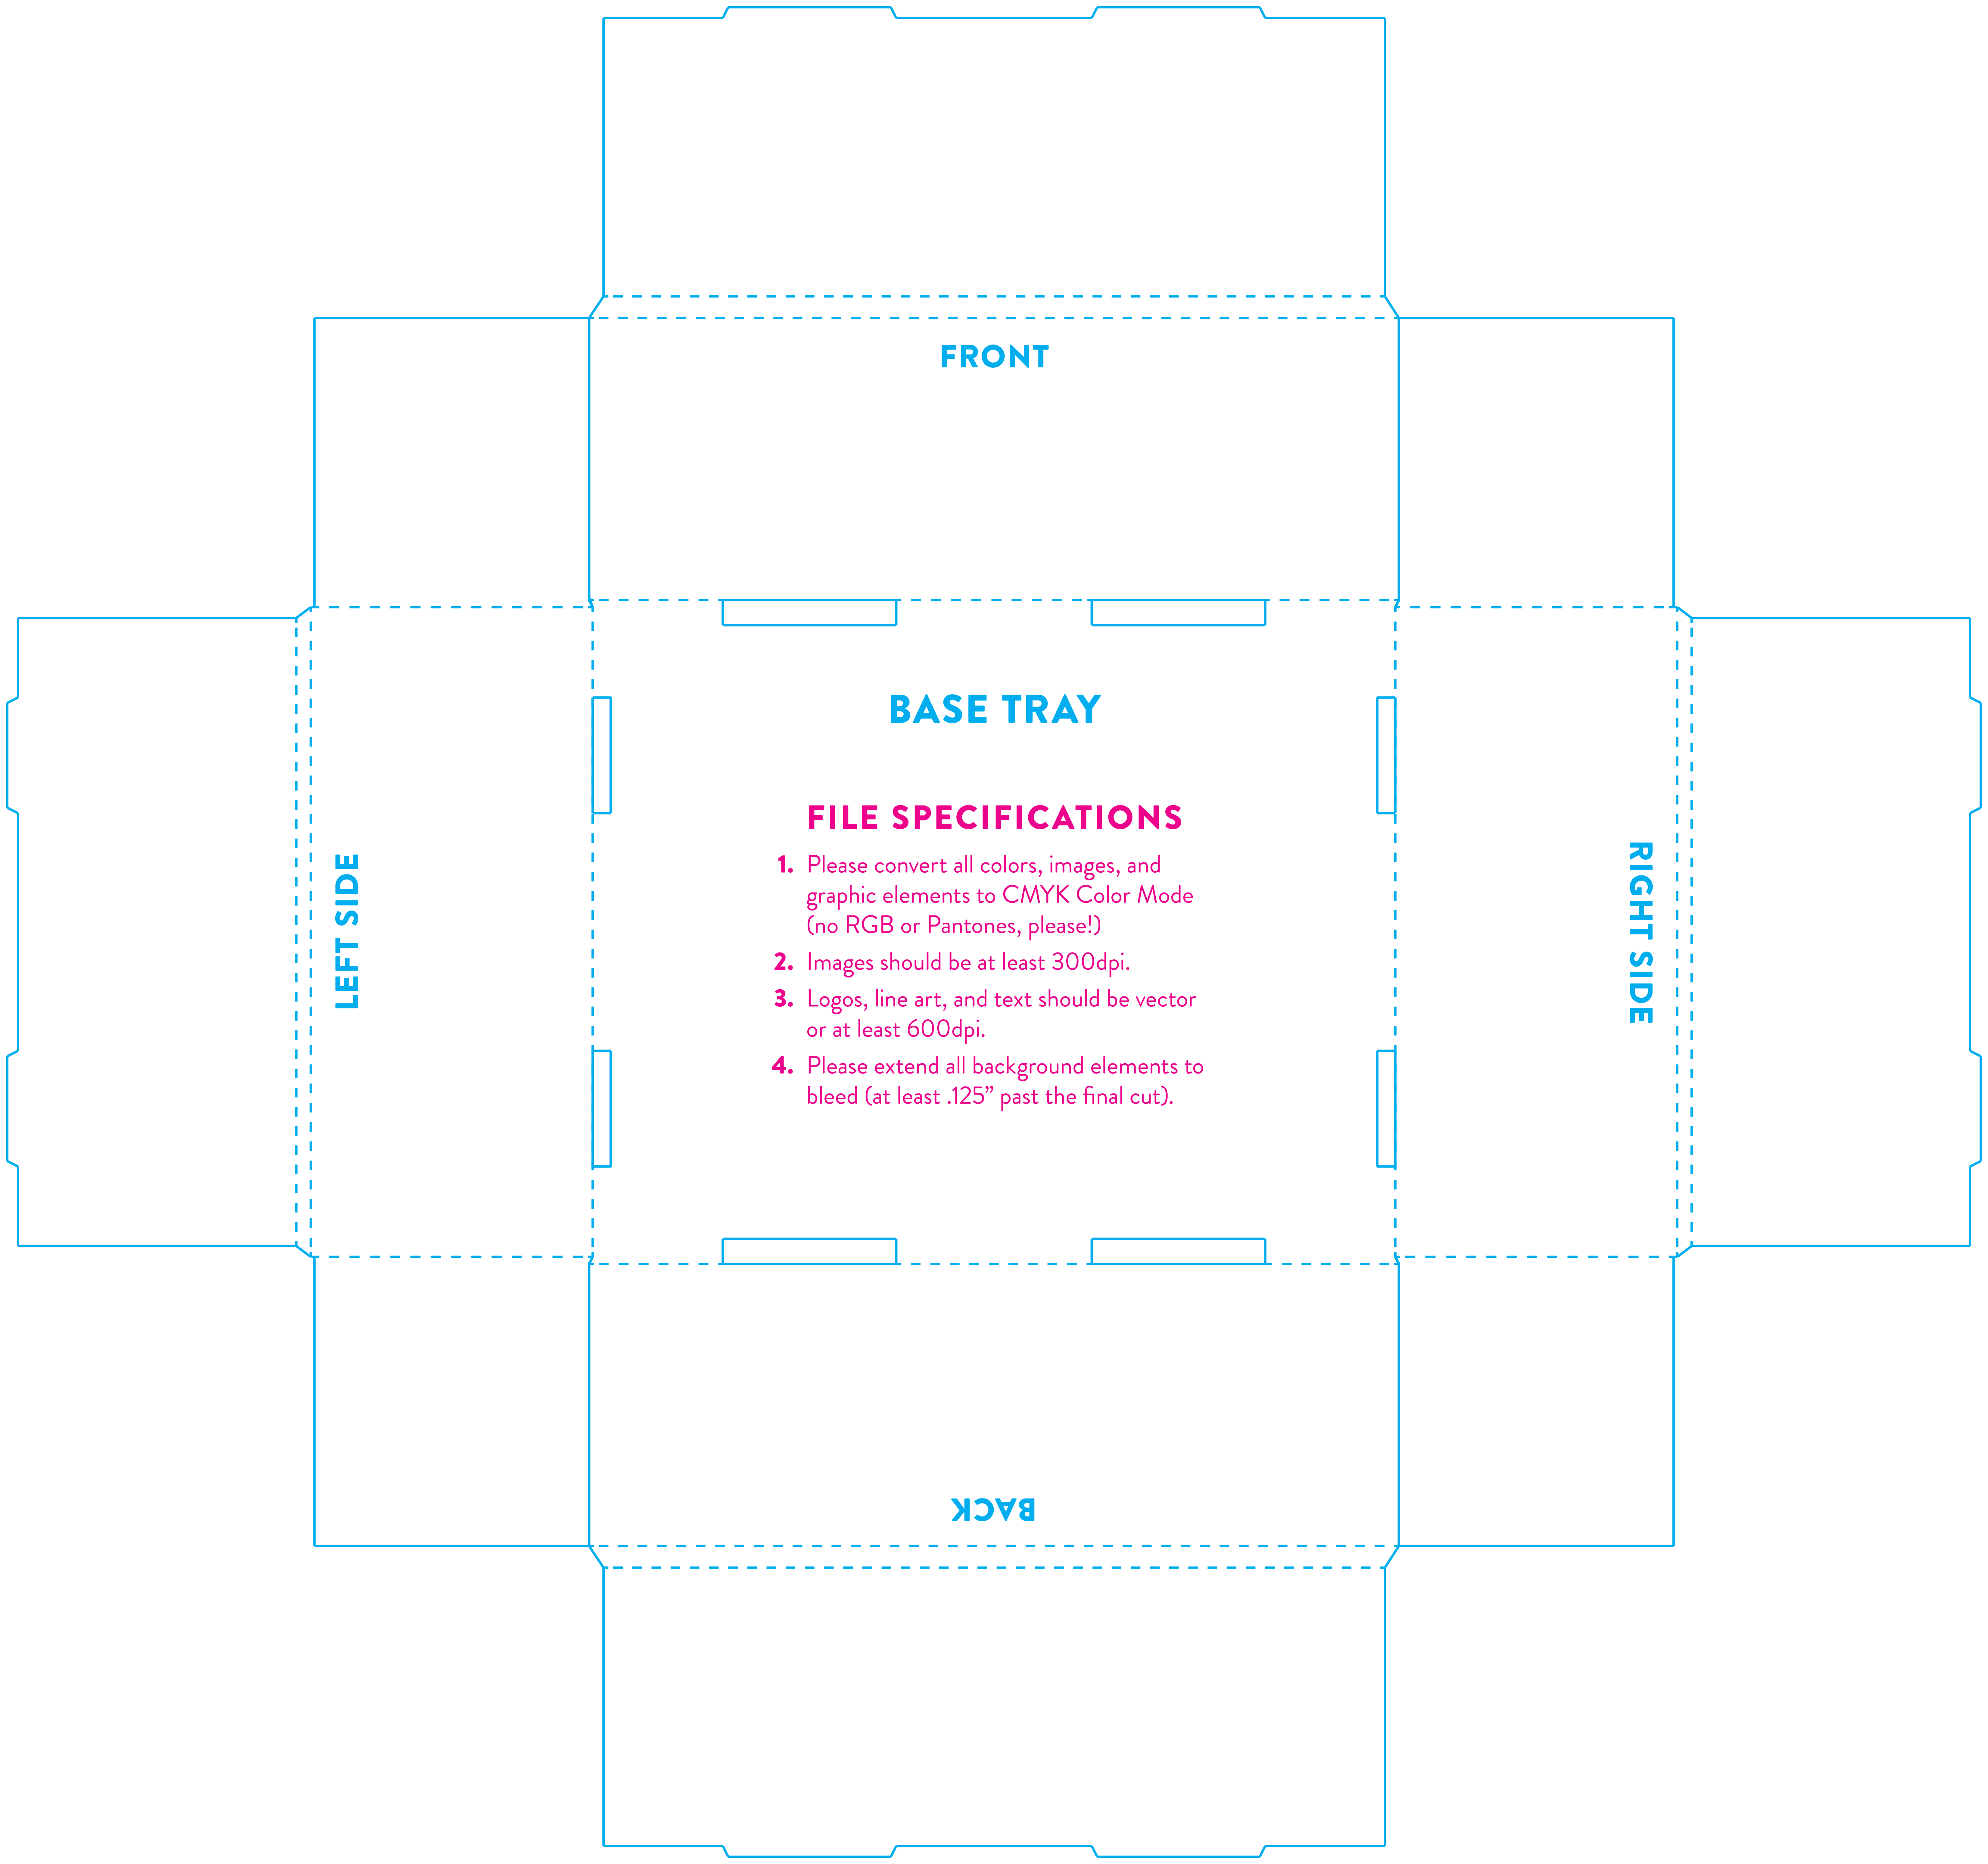 FRONT
BASE TRAY
FILE SPECIFICATIONS
1. Please convert all colors, images, and
graphic elements to CMYK Color Mode
(no RGB or Pantones, please!)
2. Images should be at least 300dpi.
3. Logos, line art, and text should be vector
or at least 600dpi.
4. Please extend all background elements to
bleed (at least .125” past the final cut).
LEFT SIDE
RIGHT SIDE
BACK